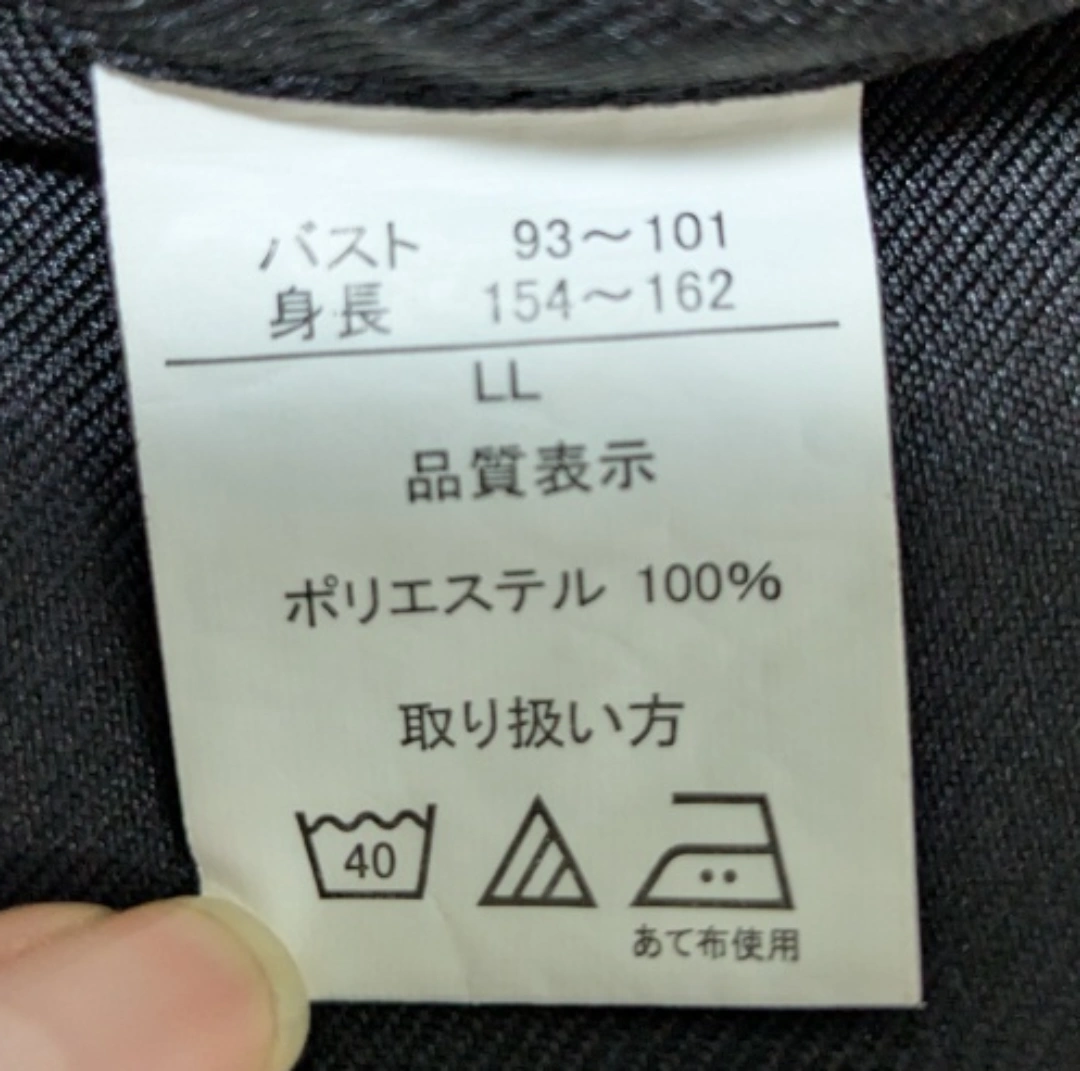 バスト 93～101
身長 154～162
LL
品質表示
ポリエステル 100%
取り扱い方
40
あて布使用